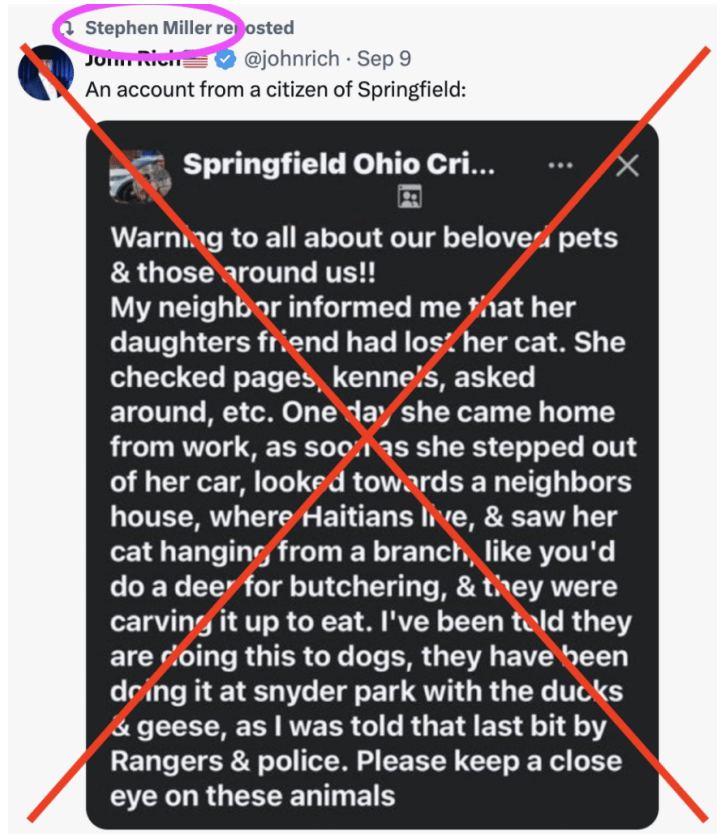 Stephen Miller reposted
John Rich @johnrich · Sep 9
An account from a citizen of Springfield:
Springfield Ohio Cri...
Warning to all about our beloved pets
& those around us!!
My neighbor informed me that her
daughters friend had lost her cat. She
checked pages, kennels, asked
around, etc. One day she came home
from work, as soon as she stepped out
of her car, looked towards a neighbors
house, where Haitians live, & saw her
cat hanging from a branch, like you'd
do a deer for butchering, & they were
carving it up to eat. I've been told they
are doing this to dogs, they have been
doing it at snyder park with the ducks
& geese, as I was told that last bit by
Rangers & police. Please keep a close
eye on these animals